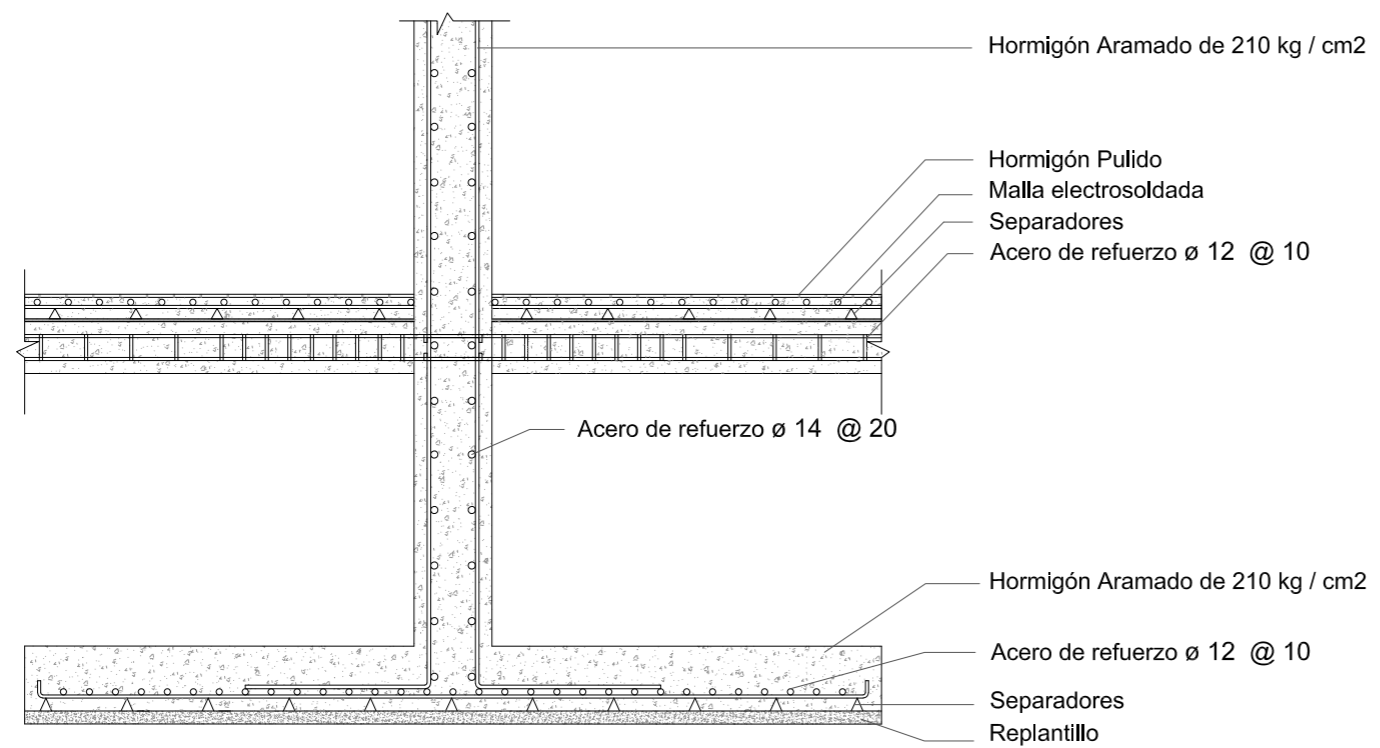 Hormigón Aramado de 210 kg / cm2
Hormigón Pulido
Malla electrosoldada
Separadores
Acero de refuerzo ø 12 @ 10
Acero de refuerzo ø 14 @ 20
Hormigón Aramado de 210 kg / cm2
Acero de refuerzo ø 12 @ 10
Separadores
Replantillo